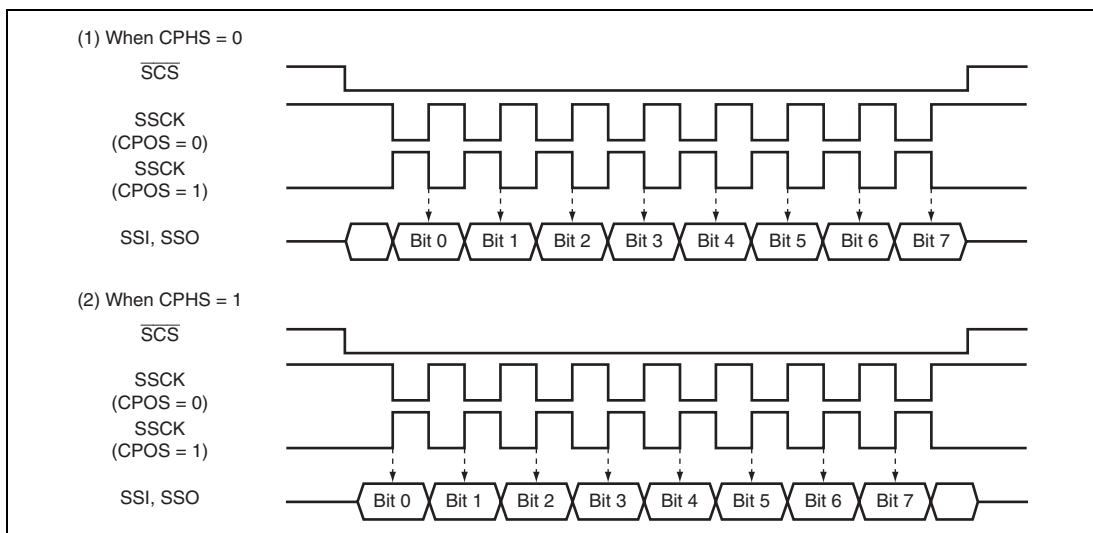 (1) When CPHS = 0
SCS
SSCK
(CPOS = 0)
SSCK
(CPOS = 1)
SSI, SSO
Bit 0 Bit 1 Bit 2 Bit 3 Bit 4 Bit 5 Bit 6 Bit 7
(2) When CPHS = 1
SCS
SSCK
(CPOS = 0)
SSCK
(CPOS = 1)
SSI, SSO
Bit 0 Bit 1 Bit 2 Bit 3 Bit 4 Bit 5 Bit 6 Bit 7